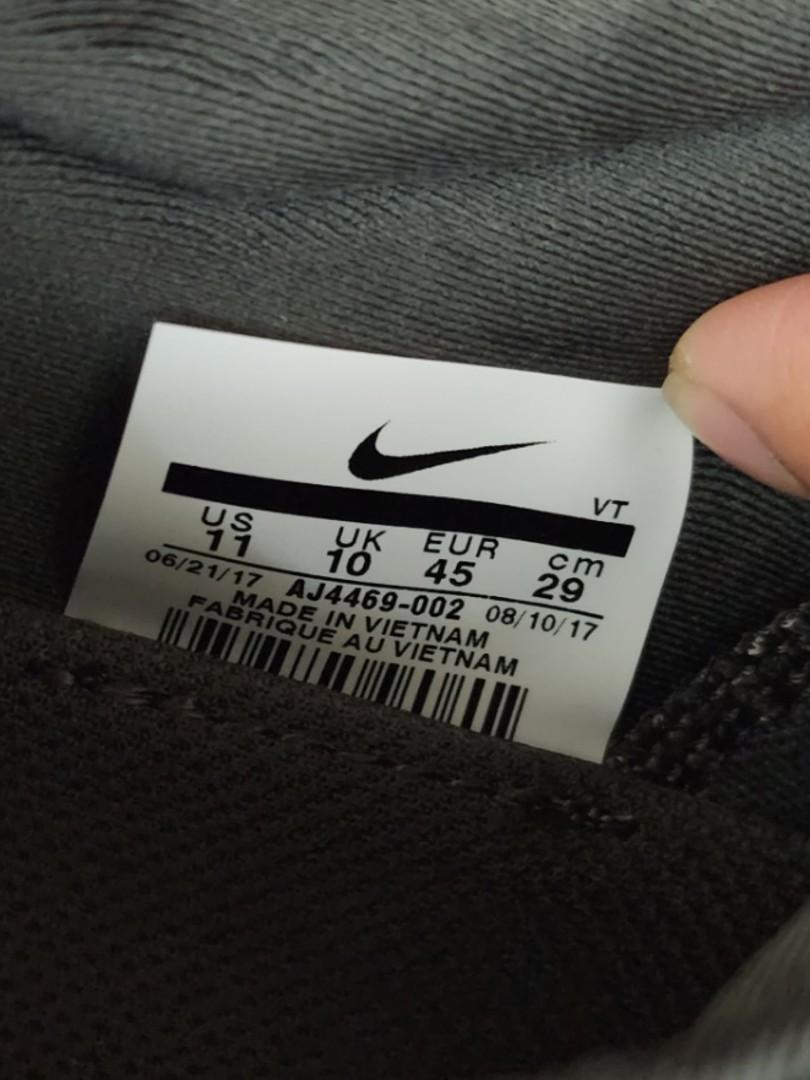 VT
US UK EUR cm
11 10 45 29
06/21/17 AJ4469-002 08/10/17
MADE IN VIETNAM
FABRIQUE AU VIETNAM